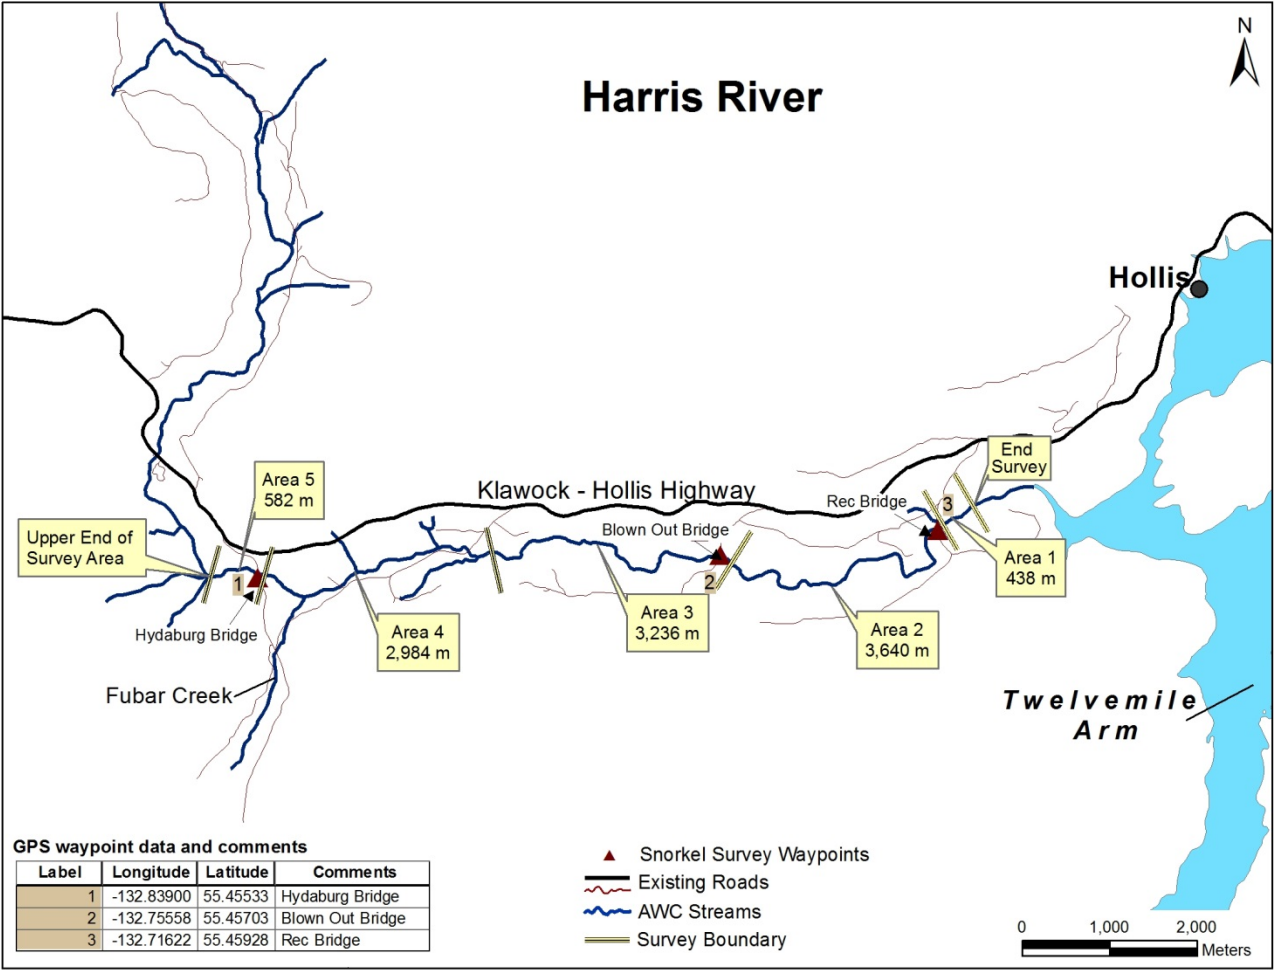 N
Harris River
Hollis
End
Survey
Area 5
582 m
Klawock - Hollis Highway
Rec Bridge
3
Blown Out Bridge
Upper End of
Survey Area
Area 1
438 m
1
2
Area 3
3,236 m
Area 2
3,640 m
Area 4
2,984 m
Hydaburg Bridge
Fubar Creek
Twelvemile
Arm
GPS waypoint data and comments
Label Longitude Latitude Comments
1 -132.83900 55.45533 Hydaburg Bridge
2 -132.75558 55.45703 Blown Out Bridge
3 -132.71622 55.45928 Rec Bridge
Snorkel Survey Waypoints
Existing Roads
AWC Streams
Survey Boundary
0 1,000 2,000
Meters